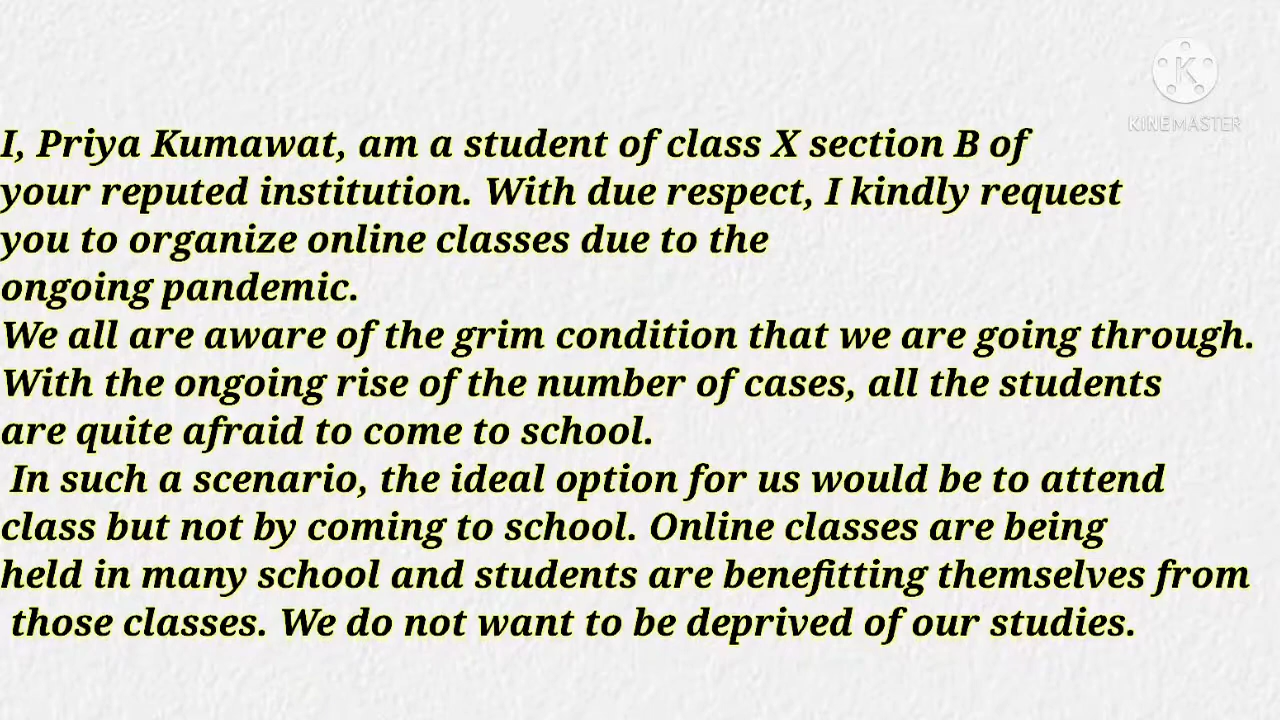 KINEMASTER
I, Priya Kumawat, am a student of class X section B of
your reputed institution. With due respect, I kindly request
you to organize online classes due to the
ongoing pandemic.
We all are aware of the grim condition that we are going through.
With the ongoing rise of the number of cases, all the students
are quite afraid to come to school.
In such a scenario, the ideal option for us would be to attend
class but not by coming to school. Online classes are being
held in many school and students are benefitting themselves from
those classes. We do not want to be deprived of our studies.